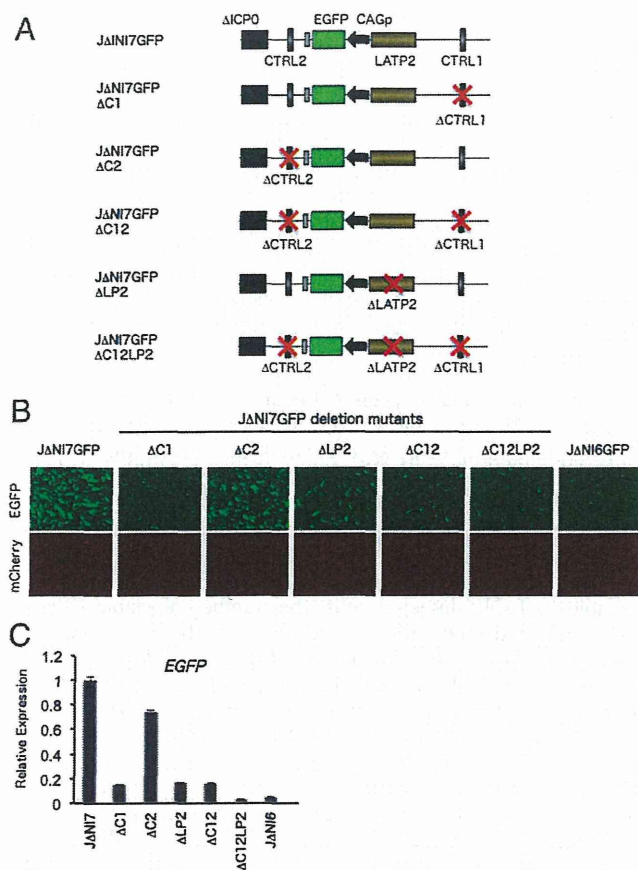 A
ΔICP0 EGFP CAGp
JΔINI7GFP
CTRL2 LATP2 CTRL1
JΔNI7GFP
ΔC1
ΔCTRL1
JΔNI7GFP
ΔC2
ΔCTRL2
JΔNI7GFP
ΔC12
ΔCTRL2 ΔCTRL1
JΔNI7GFP
ΔLP2
ΔLATP2
JΔNI7GFP
ΔC12LP2
ΔCTRL2 ΔLATP2 ΔCTRL1
B
JΔNI7GFP deletion mutants
JΔNI7GFP ΔC1 ΔC2 ΔLP2 ΔC12 ΔC12LP2 JΔNI6GFP
EGFP
mCherry
C
EGFP
Relative Expression
1.2
1
0.8
0.6
0.4
0.2
0
JΔNI7 ΔC1 ΔC2 ΔLP2 ΔC12 ΔC12LP2 JΔNI6